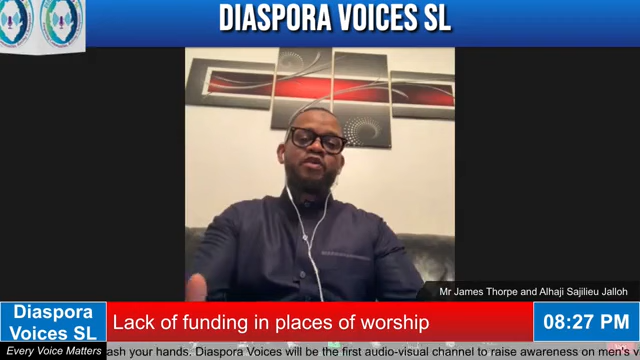 DIASPORA VOICES SL
Mr James Thorpe and Alhaji Sajilieu Jalloh
Diaspora
Voices SL
Lack of funding in places of worship
08:27 PM
Every Voice Matters
ash your hands. Diaspora Voices will be the first audio-visual channel to raise awareness on men's